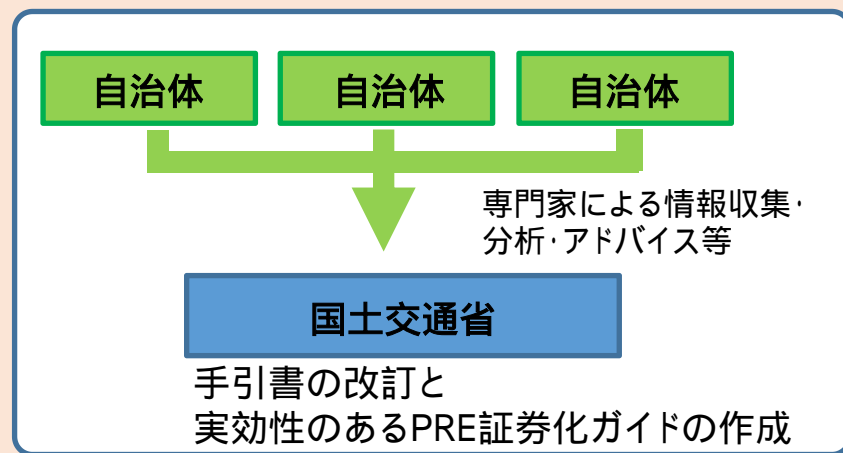 自治体 自治体 自治体
専門家による情報収集・
分析・アドバイス等
国土交通省
手引書の改訂と
実効性のあるPRE証券化ガイドの作成